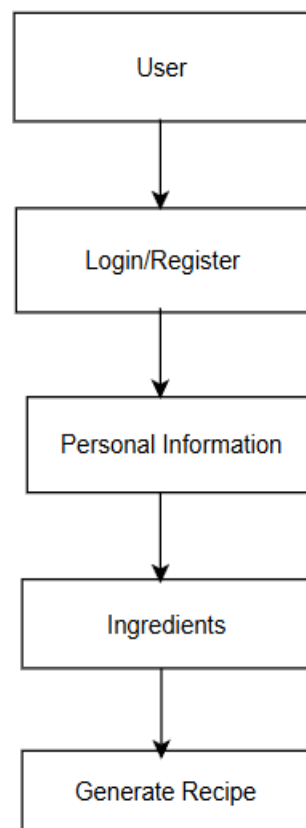 User
Login/Register
Personal Information
Ingredients
Generate Recipe